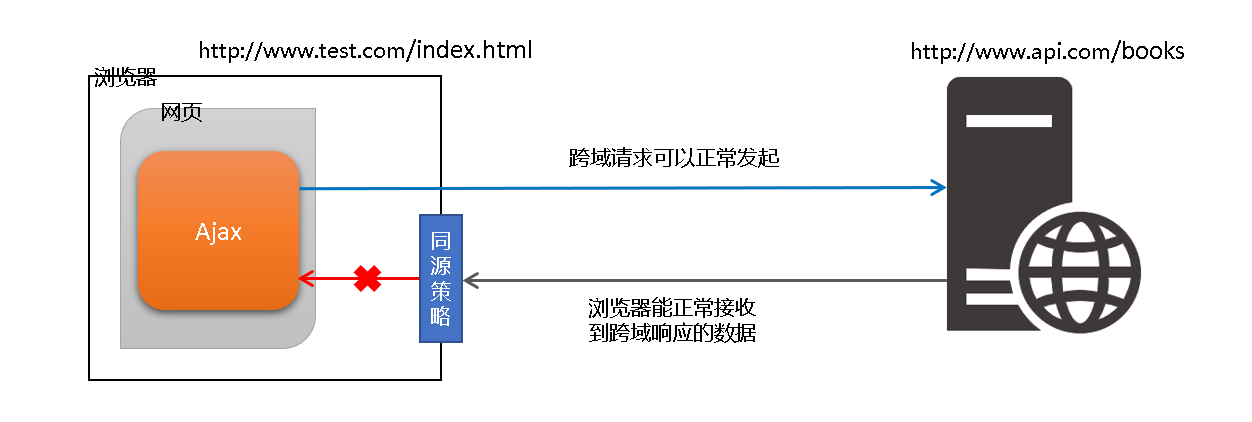 http://www.test.com/index.html
http://www.api.com/books
浏览器
网页
跨域请求可以正常发起
Ajax
同
源
策
略
浏览器能正常接收
到跨域响应的数据